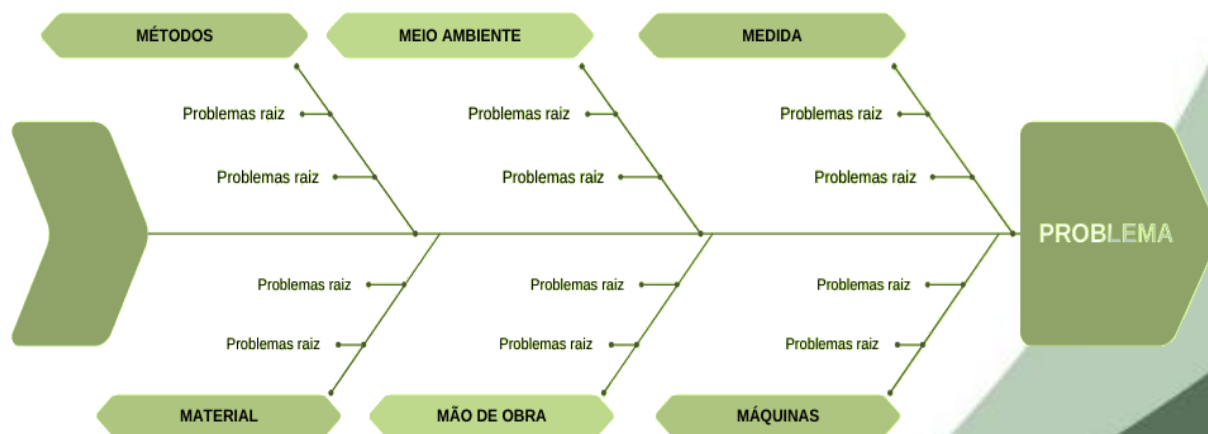 MÉTODOS
MEIO AMBIENTE
MEDIDA
Problemas raiz
Problemas raiz
Problemas raiz
Problemas raiz
Problemas raiz
Problemas raiz
PROBLEMA
Problemas raiz
Problemas raiz
Problemas raiz
Problemas raiz
Problemas raiz
Problemas raiz
MATERIAL
MÃO DE OBRA
MÁQUINAS